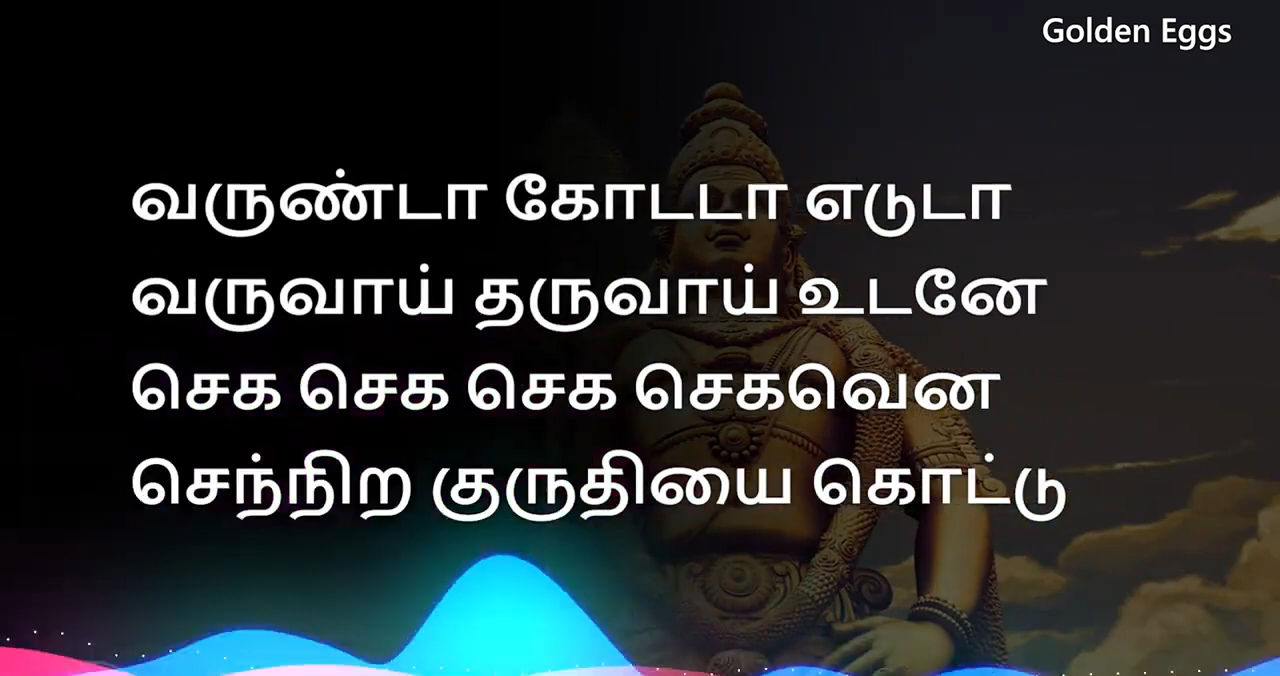 Golden Eggs
வருண்டா கோடடா எடுடா
வருவாய் தருவாய் உடனே
செக செக செக செகவென
செந்நிற குருதியை கொட்டு